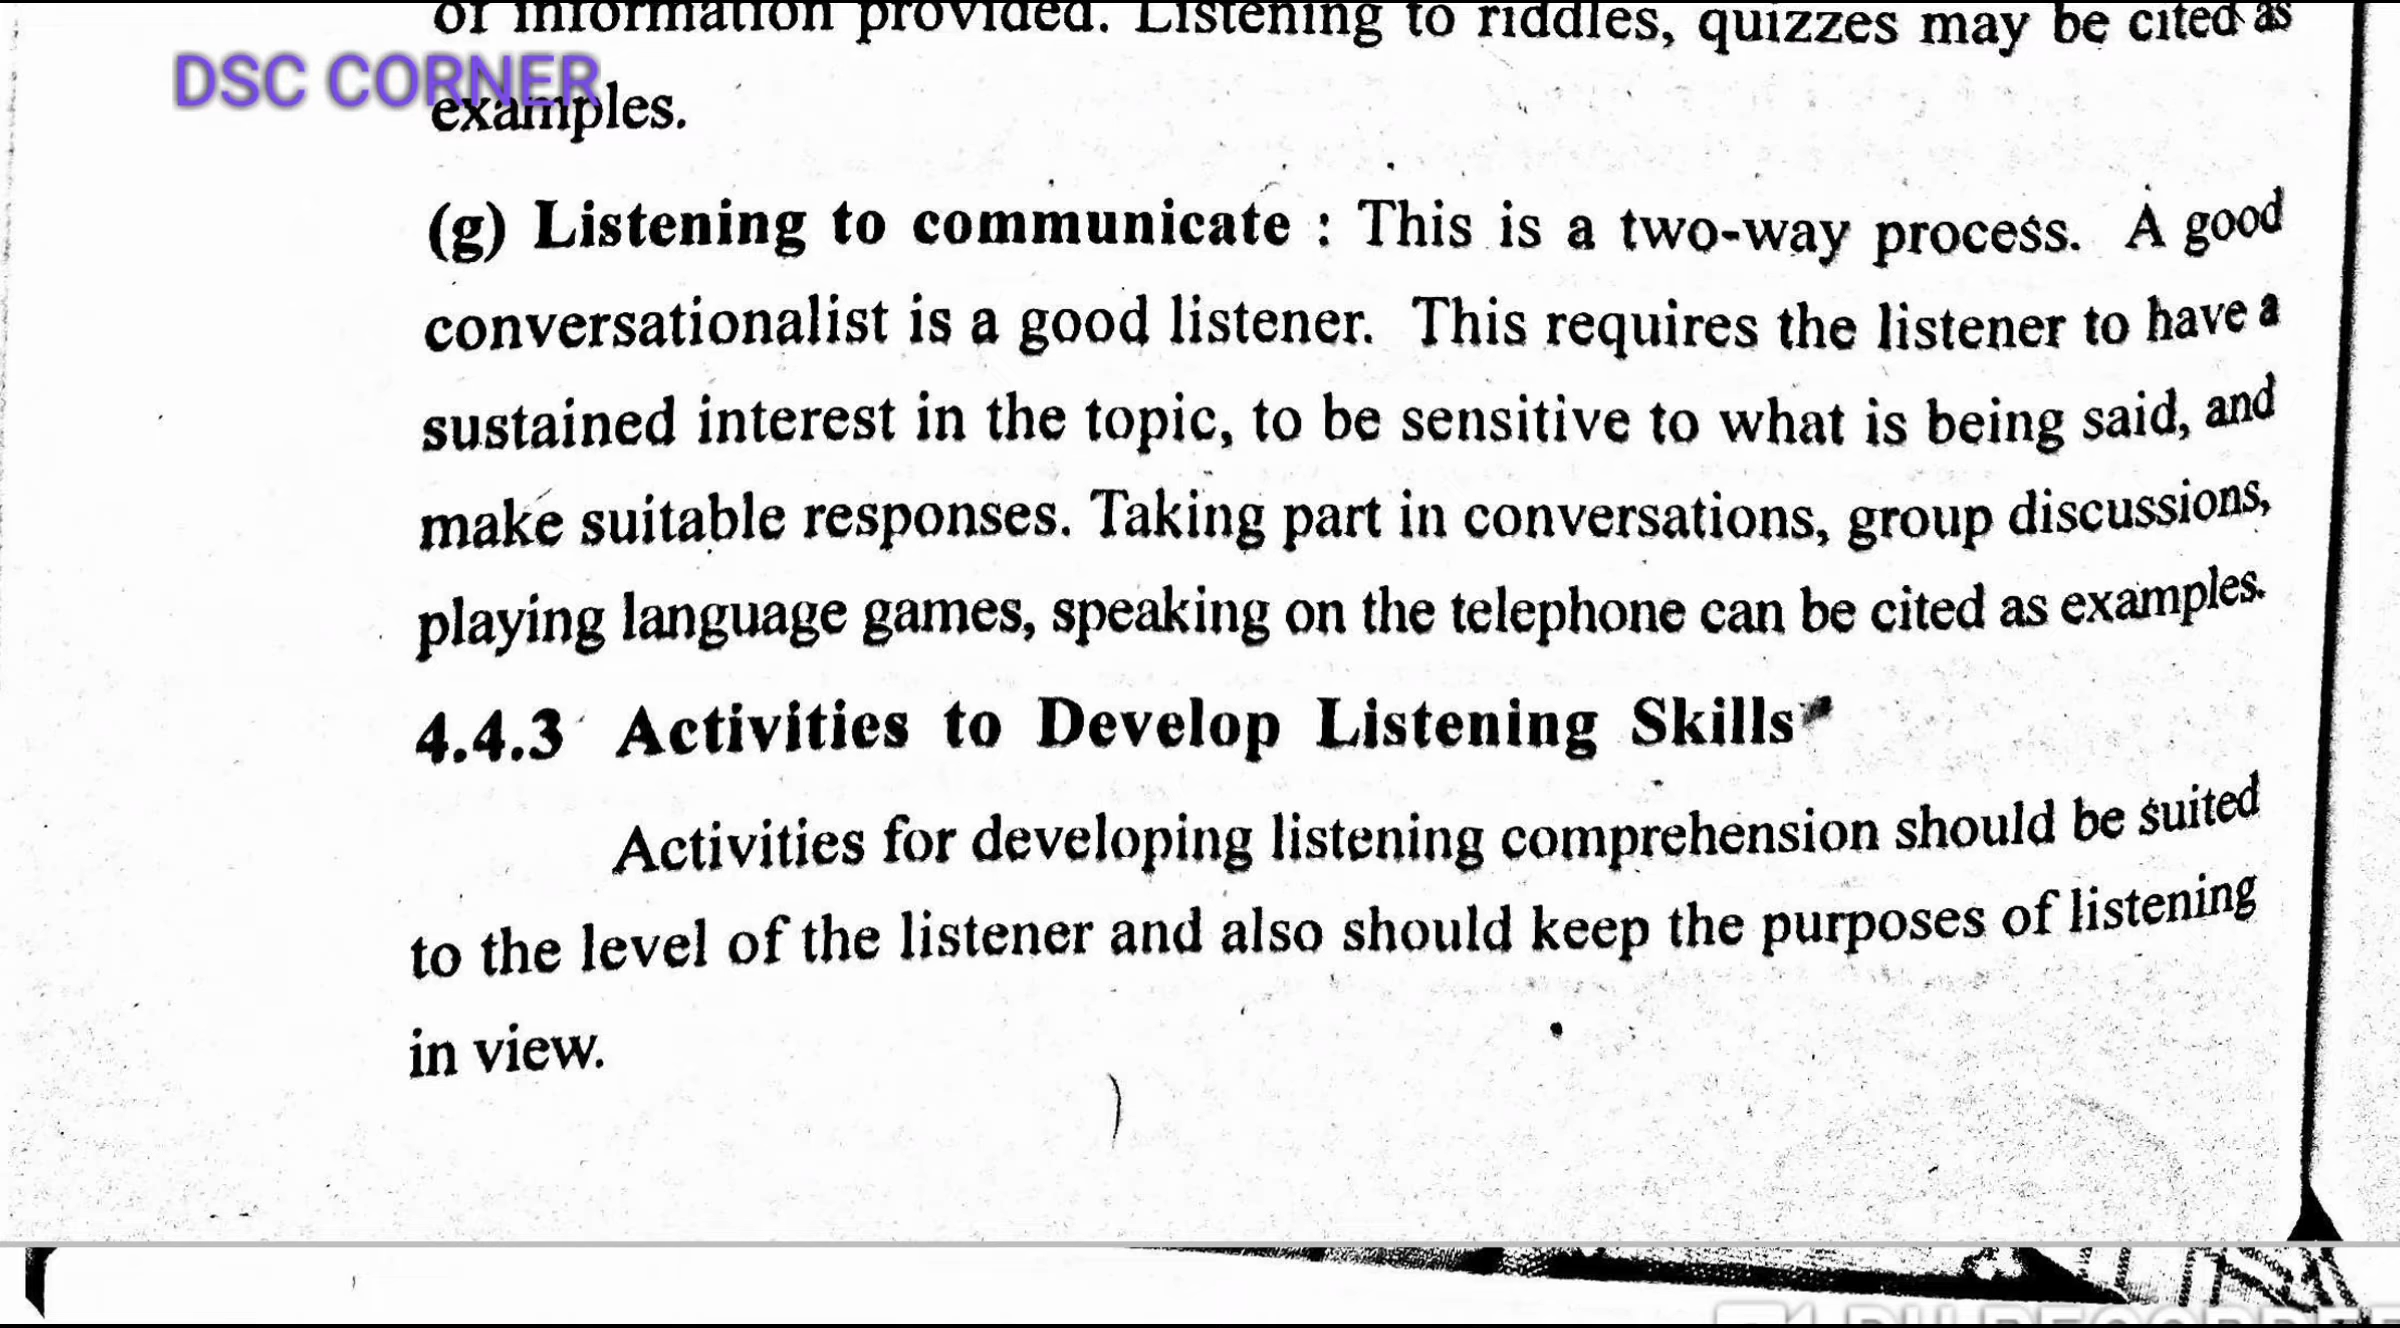 of information provided. Listening to riddles, quizzes may be cited as
DSC CORNER
examples.
(g) Listening to communicate : This is a two-way process. A good
conversationalist is a good listener. This requires the listener to have a
sustained interest in the topic, to be sensitive to what is being said, and
make suitable responses. Taking part in conversations, group discussions,
playing language games, speaking on the telephone can be cited as examples.
4.4.3 Activities to Develop Listening Skills
Activities for developing listening comprehension should be suited
to the level of the listener and also should keep the purposes of listening
in view.